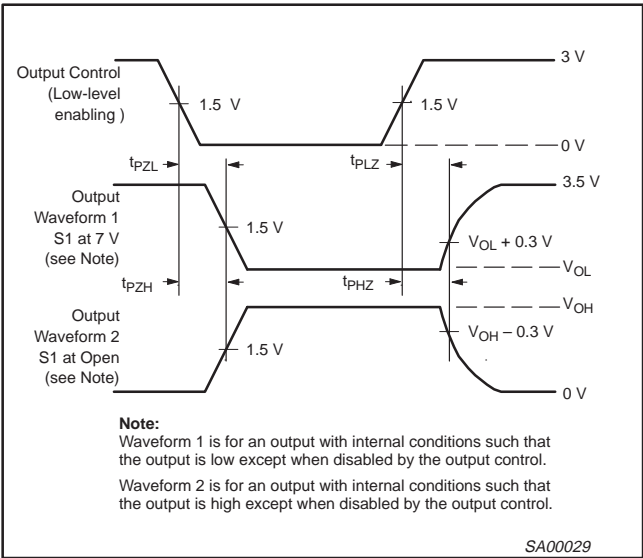 3 V
Output Control
(Low-level
enabling )
1.5 V
1.5 V
0 V
tPZL
tPLZ
3.5 V
Output
Waveform 1
S1 at 7 V
(see Note)
1.5 V
VOL + 0.3 V
VOL
tPZH
tPHZ
VOH
Output
Waveform 2
S1 at Open
(see Note)
VOH – 0.3 V
1.5 V
0 V
Note:
Waveform 1 is for an output with internal conditions such that
the output is low except when disabled by the output control.
Waveform 2 is for an output with internal conditions such that
the output is high except when disabled by the output control.
SA00029